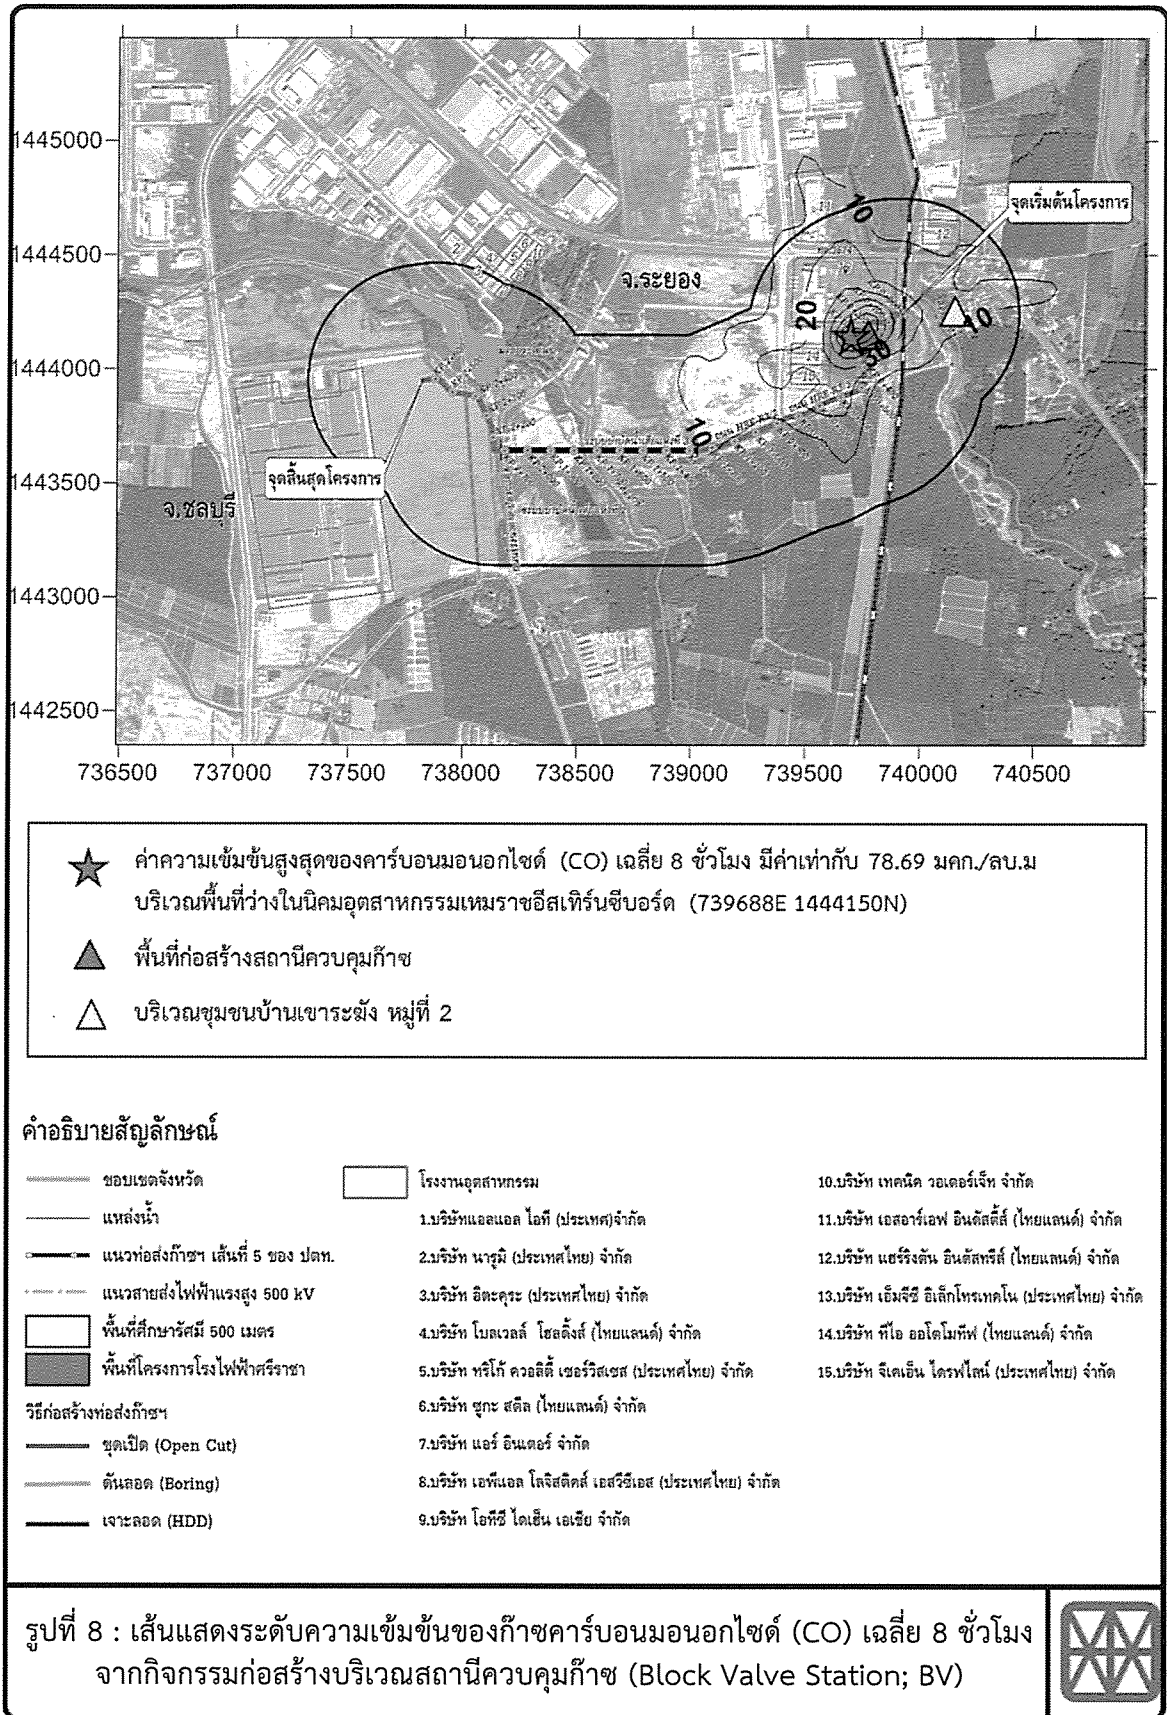 1445000
1444500
1444000
1443500
1443000
1442500
736500 737000 737500 738000 738500 739000 739500 740000 740500
จุดเริ่มต้นโครงการ
จ.ระยอง
จุดสิ้นสุดโครงการ
จ.ชลบุรี
10
20
30
10
10
ค่าความเข้มข้นสูงสุดของคาร์บอนมอนอกไซด์ (CO) เฉลี่ย 8 ชั่วโมง มีค่าเท่ากับ 78.69 มคก./ลบ.ม
บริเวณพื้นที่ว่างในนิคมอุตสาหกรรมเหมราชอีสเทิร์นซีบอร์ด (739688E 1444150N)
พื้นที่ก่อสร้างสถานีควบคุมก๊าซ
บริเวณชุมชนบ้านเขาระฆัง หมู่ที่ 2
คำอธิบายสัญลักษณ์
ขอบเขตจังหวัด
แหล่งน้ำ
แนวท่อส่งก๊าซฯ เส้นที่ 5 ของ ปตท.
แนวสายส่งไฟฟ้าแรงสูง 500 kV
พื้นที่ศึกษารัศมี 500 เมตร
พื้นที่โครงการโรงไฟฟ้าศรีราชา
วิธีก่อสร้างท่อส่งก๊าซฯ
ขุดเปิด (Open Cut)
ดันลอด (Boring)
เจาะลอด (HDD)
โรงงานอุตสาหกรรม
1.บริษัทแอลแอล ไอที (ประเทศ)จำกัด
2.บริษัท นารูมิ (ประเทศไทย) จำกัด
3.บริษัท อิตะคุระ (ประเทศไทย) จำกัด
4.บริษัท โบลเวลล์ โฮลดิ้งส์ (ไทยแลนด์) จำกัด
5.บริษัท ทริโก้ ควอลิตี้ เซอร์วิสเซส (ประเทศไทย) จำกัด
6.บริษัท ซูกะ สตีล (ไทยแลนด์) จำกัด
7.บริษัท แอร์ อินเตอร์ จำกัด
8.บริษัท เอพีแอล โลจิสติคส์ เอสวีซีเอส (ประเทศไทย) จำกัด
9.บริษัท โอทีซี ไดเฮ็น เอเชีย จำกัด
10.บริษัท เทคนิค วอเตอร์เจ็ท จำกัด
11.บริษัท เอสอาร์เอฟ อินดัสตี้ส์ (ไทยแลนด์) จำกัด
12.บริษัท แฮร์ริงตัน อินดัสทรีส์ (ไทยแลนด์) จำกัด
13.บริษัท เอ็มจีซี อิเล็กโทรเทคโน (ประเทศไทย) จำกัด
14.บริษัท ทีไอ ออโตโมทีฟ (ไทยแลนด์) จำกัด
15.บริษัท จีเคเอ็น ไดรฟไลน์ (ประเทศไทย) จำกัด
รูปที่ 8 : เส้นแสดงระดับความเข้มข้นของก๊าซคาร์บอนมอนอกไซด์ (CO) เฉลี่ย 8 ชั่วโมง
จากกิจกรรมก่อสร้างบริเวณสถานีควบคุมก๊าซ (Block Valve Station; BV)